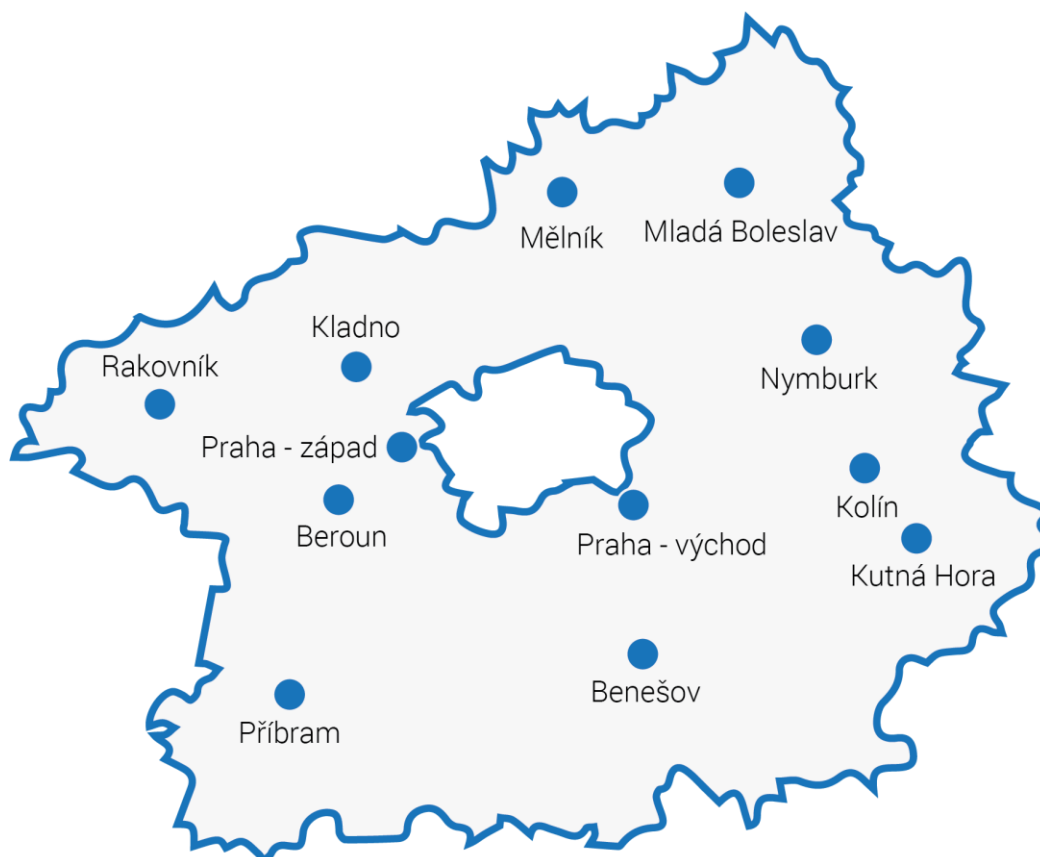 Mělník
Mladá Boleslav
Kladno
Rakovník
Nymburk
Praha - západ
Kolín
Beroun
Praha - východ
Kutná Hora
Benešov
Příbram